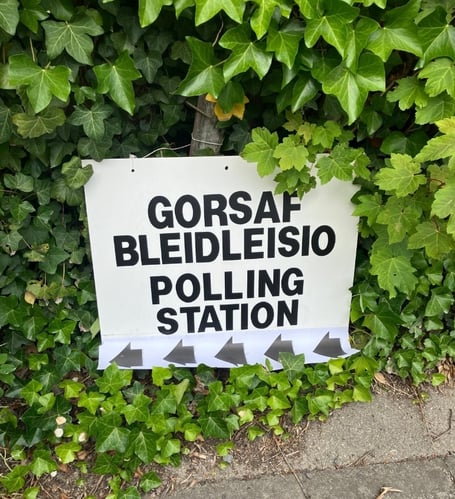 GORSAF
BLEIDLEISIO
POLLING
STATION